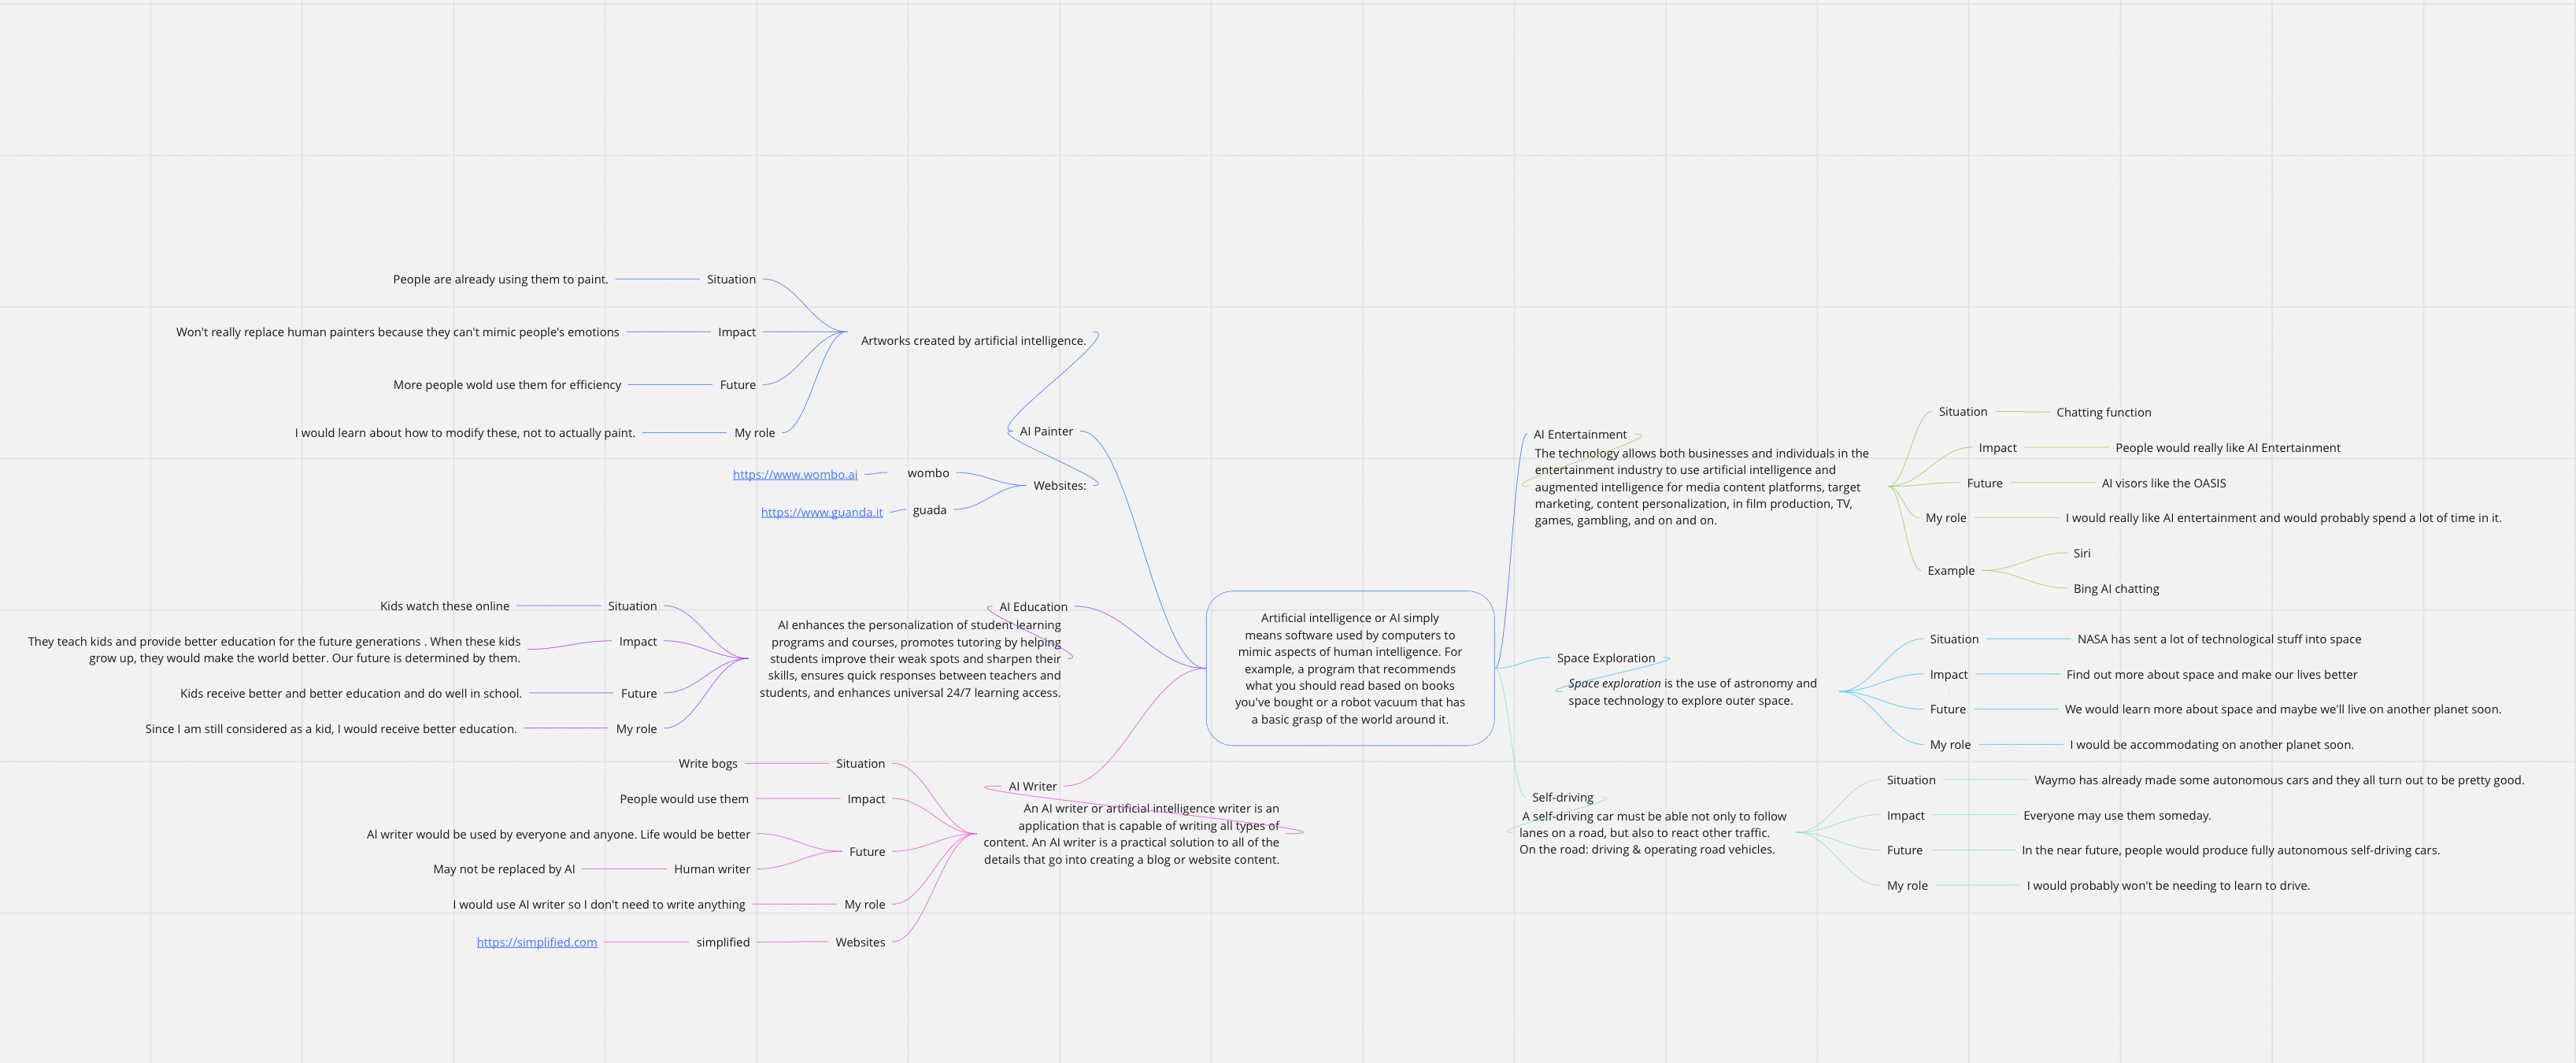 Artificial intelligence or AI simply
means software used by computers to
mimic aspects of human intelligence. For
example, a program that recommends
what you should read based on books
you've bought or a robot vacuum that has
a basic grasp of the world around it.
AI Painter
Artworks created by artificial intelligence.
Situation
People are already using them to paint.
Impact
Won't really replace human painters because they can't mimic people's emotions
Future
More people wold use them for efficiency
My role
I would learn about how to modify these, not to actually paint.
Websites:
wombo
https://www.wombo.ai
guada
https://www.guanda.it
AI Education
AI enhances the personalization of student learning
programs and courses, promotes tutoring by helping
students improve their weak spots and sharpen their
skills, ensures quick responses between teachers and
students, and enhances universal 24/7 learning access.
Situation
Kids watch these online
Impact
They teach kids and provide better education for the future generations . When these kids
grow up, they would make the world better. Our future is determined by them.
Future
Kids receive better and better education and do well in school.
My role
Since I am still considered as a kid, I would receive better education.
AI Writer
An AI writer or artificial intelligence writer is an
application that is capable of writing all types of
content. An AI writer is a practical solution to all of the
details that go into creating a blog or website content.
Situation
Write bogs
Impact
People would use them
Future
AI writer would be used by everyone and anyone. Life would be better
Human writer
May not be replaced by AI
My role
I would use AI writer so I don't need to write anything
Websites
simplified
https://simplified.com
AI Entertainment
The technology allows both businesses and individuals in the
entertainment industry to use artificial intelligence and
augmented intelligence for media content platforms, target
marketing, content personalization, in film production, TV,
games, gambling, and on and on.
Situation
Chatting function
Impact
People would really like AI Entertainment
Future
AI visors like the OASIS
My role
I would really like AI entertainment and would probably spend a lot of time in it.
Example
Siri
Bing AI chatting
Space Exploration
Space exploration is the use of astronomy and
space technology to explore outer space.
Situation
NASA has sent a lot of technological stuff into space
Impact
Find out more about space and make our lives better
Future
We would learn more about space and maybe we'll live on another planet soon.
My role
I would be accommodating on another planet soon.
Self-driving
A self-driving car must be able not only to follow
lanes on a road, but also to react other traffic.
On the road: driving & operating road vehicles.
Situation
Waymo has already made some autonomous cars and they all turn out to be pretty good.
Impact
Everyone may use them someday.
Future
In the near future, people would produce fully autonomous self-driving cars.
My role
I would probably won't be needing to learn to drive.